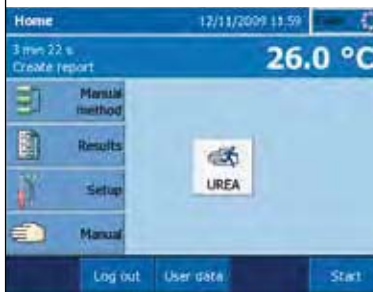 Home 12/11/2009 11:59
3 min 22 s
26.0 °C
Create report
Manual
method
Results
UREA
Setup
Manual
Log out User data Start